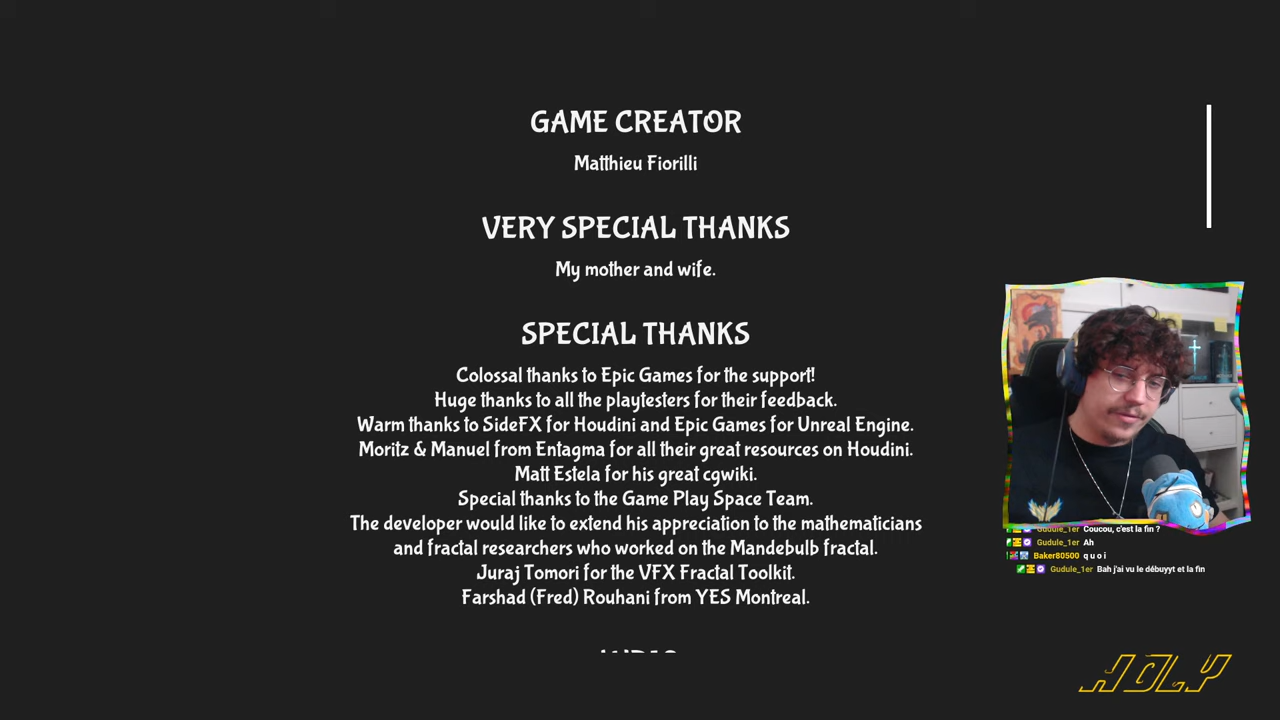 GAME CREATOR
Matthieu Fiorilli
VERY SPECIAL THANKS
My mother and wife.
SPECIAL THANKS
Colossal thanks to Epic Games for the support!
Huge thanks to all the playtesters for their feedback.
Warm thanks to SideFX for Houdini and Epic Games for Unreal Engine.
Moritz & Manuel from Entagma for all their great resources on Houdini.
Matt Estela for his great cgwiki.
Special thanks to the Game Play Space Team.
The developer would like to extend his appreciation to the mathematicians
and fractal researchers who worked on the Mandebulb fractal.
Juraj Tomori for the VFX Fractal Toolkit.
Farshad (Fred) Rouhani from YES Montreal.
Gudule_1er Coucou, c'est la fin ?
Gudule_1er Ah
Baker80500 q u o i
Gudule_1er Bah j'ai vu le débuyyt et la fin
HOLY